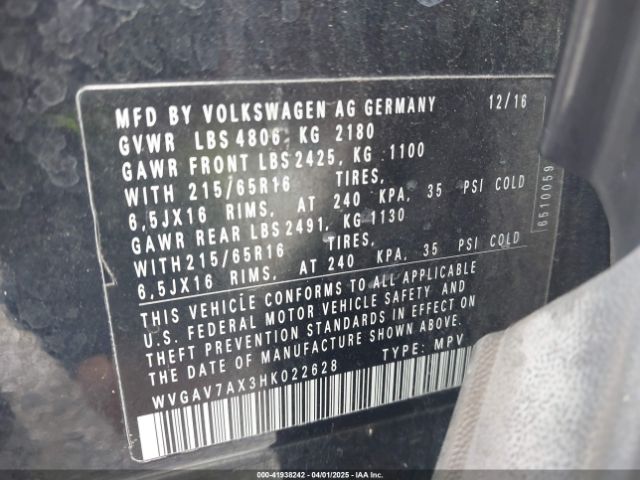 MFD BY VOLKSWAGEN AG GERMANY 12/16
GVWR LBS 4806, KG 2180
GAWR FRONT LBS 2425, KG 1100
WITH 215/65R16 TIRES,
6,5JX16 RIMS, AT 240 KPA, 35 PSI COLD
GAWR REAR LBS 2491, KG 1130
WITH215/65R16 TIRES,
6,5JX16 RIMS, AT 240 KPA, 35 PSI COLD
THIS VEHICLE CONFORMS TO ALL APPLICABLE
U.S. FEDERAL MOTOR VEHICLE SAFETY AND
THEFT PREVENTION STANDARDS IN EFFECT ON
THE DATE OF MANUFACTURE SHOWN ABOVE.
WVGAV7AX3HK022628 TYPE: MPV
6510059
000-41938242 - 04/01/2025 - IAA, Inc.